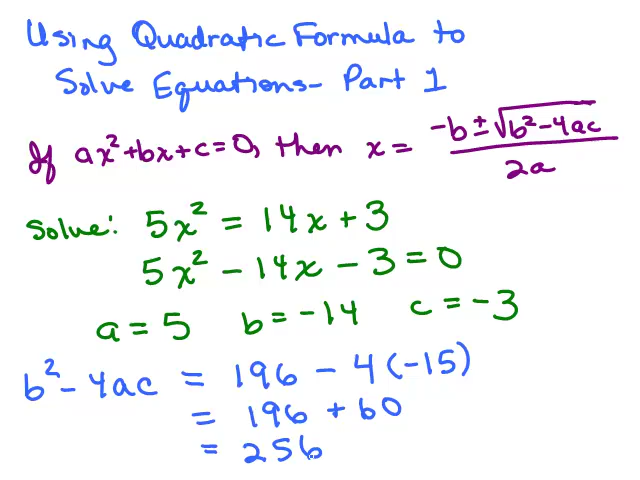 Using Quadratic Formula to
Solve Equations- Part 1
If ax²+bx+c=0, then x = (-b ± √(b²-4ac))/(2a)
Solve: 5x² = 14x + 3
5x² - 14x - 3 = 0
a = 5 b = -14 c = -3
b² - 4ac = 196 - 4(-15)
= 196 + 60
= 256